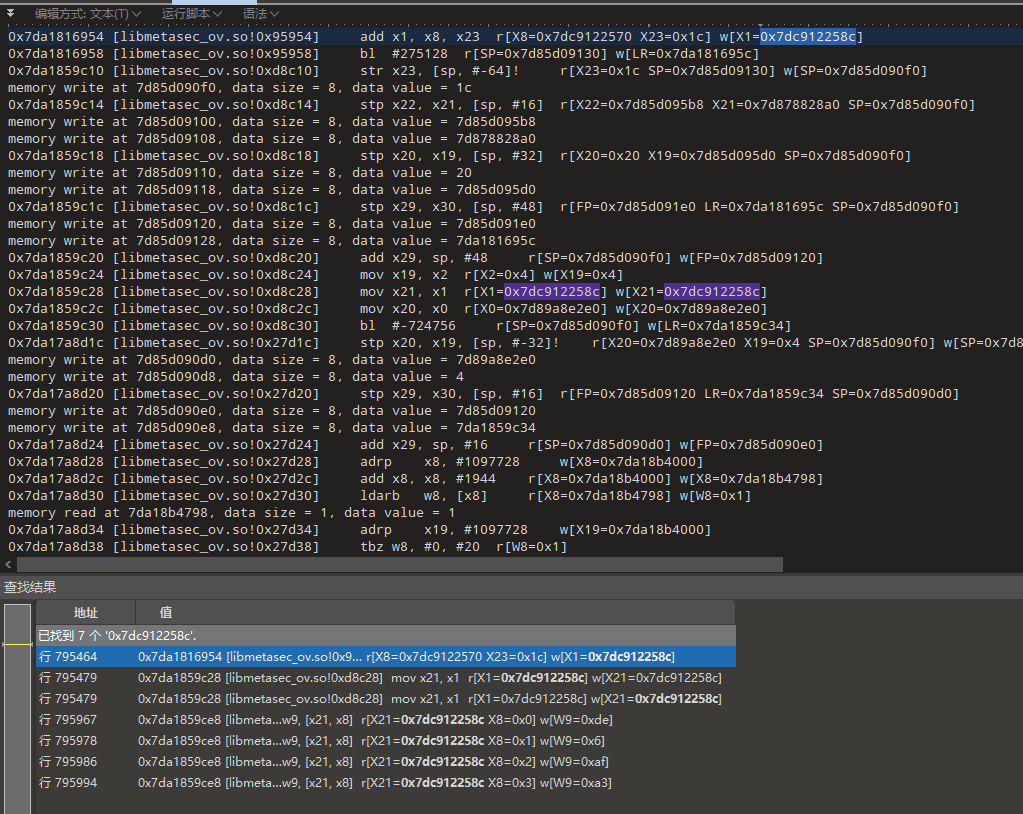 编辑方式: 文本(T) 运行脚本 语法
0x7da1816954 [libmetasec_ov.so!0x95954] add x1, x8, x23 r[X8=0x7dc9122570 X23=0x1c] w[X1=0x7dc912258c]
0x7da1816958 [libmetasec_ov.so!0x95958] bl #275128 r[SP=0x7d85d09130] w[LR=0x7da181695c]
0x7da1859c10 [libmetasec_ov.so!0xd8c10] str x23, [sp, #-64]! r[X23=0x1c SP=0x7d85d09130] w[SP=0x7d85d090f0]
memory write at 7d85d090f0, data size = 8, data value = 1c
0x7da1859c14 [libmetasec_ov.so!0xd8c14] stp x22, x21, [sp, #16] r[X22=0x7d85d095b8 X21=0x7d878828a0 SP=0x7d85d090f0]
memory write at 7d85d09100, data size = 8, data value = 7d85d095b8
memory write at 7d85d09108, data size = 8, data value = 7d878828a0
0x7da1859c18 [libmetasec_ov.so!0xd8c18] stp x20, x19, [sp, #32] r[X20=0x20 X19=0x7d85d095d0 SP=0x7d85d090f0]
memory write at 7d85d09110, data size = 8, data value = 20
memory write at 7d85d09118, data size = 8, data value = 7d85d095d0
0x7da1859c1c [libmetasec_ov.so!0xd8c1c] stp x29, x30, [sp, #48] r[FP=0x7d85d091e0 LR=0x7da181695c SP=0x7d85d090f0]
memory write at 7d85d09120, data size = 8, data value = 7d85d091e0
memory write at 7d85d09128, data size = 8, data value = 7da181695c
0x7da1859c20 [libmetasec_ov.so!0xd8c20] add x29, sp, #48 r[SP=0x7d85d090f0] w[FP=0x7d85d09120]
0x7da1859c24 [libmetasec_ov.so!0xd8c24] mov x19, x2 r[X2=0x4] w[X19=0x4]
0x7da1859c28 [libmetasec_ov.so!0xd8c28] mov x21, x1 r[X1=0x7dc912258c] w[X21=0x7dc912258c]
0x7da1859c2c [libmetasec_ov.so!0xd8c2c] mov x20, x0 r[X0=0x7d89a8e2e0] w[X20=0x7d89a8e2e0]
0x7da1859c30 [libmetasec_ov.so!0xd8c30] bl #-724756 r[SP=0x7d85d090f0] w[LR=0x7da1859c34]
0x7da17a8d1c [libmetasec_ov.so!0x27d1c] stp x20, x19, [sp, #-32]! r[X20=0x7d89a8e2e0 X19=0x4 SP=0x7d85d090f0] w[SP=0x7d8
memory write at 7d85d090d0, data size = 8, data value = 7d89a8e2e0
memory write at 7d85d090d8, data size = 8, data value = 4
0x7da17a8d20 [libmetasec_ov.so!0x27d20] stp x29, x30, [sp, #16] r[FP=0x7d85d09120 LR=0x7da1859c34 SP=0x7d85d090d0]
memory write at 7d85d090e0, data size = 8, data value = 7d85d09120
memory write at 7d85d090e8, data size = 8, data value = 7da1859c34
0x7da17a8d24 [libmetasec_ov.so!0x27d24] add x29, sp, #16 r[SP=0x7d85d090d0] w[FP=0x7d85d090e0]
0x7da17a8d28 [libmetasec_ov.so!0x27d28] adrp x8, #1097728 w[X8=0x7da18b4000]
0x7da17a8d2c [libmetasec_ov.so!0x27d2c] add x8, x8, #1944 r[X8=0x7da18b4000] w[X8=0x7da18b4798]
0x7da17a8d30 [libmetasec_ov.so!0x27d30] ldarb w8, [x8] r[X8=0x7da18b4798] w[W8=0x1]
memory read at 7da18b4798, data size = 1, data value = 1
0x7da17a8d34 [libmetasec_ov.so!0x27d34] adrp x19, #1097728 w[X19=0x7da18b4000]
0x7da17a8d38 [libmetasec_ov.so!0x27d38] tbz w8, #0, #20 r[W8=0x1]
查找结果
地址 值
已找到 7 个 '0x7dc912258c'.
行 795464 0x7da1816954 [libmetasec_ov.so!0x9... r[X8=0x7dc9122570 X23=0x1c] w[X1=0x7dc912258c]
行 795479 0x7da1859c28 [libmetasec_ov.so!0xd8c28] mov x21, x1 r[X1=0x7dc912258c] w[X21=0x7dc912258c]
行 795479 0x7da1859c28 [libmetasec_ov.so!0xd8c28] mov x21, x1 r[X1=0x7dc912258c] w[X21=0x7dc912258c]
行 795967 0x7da1859ce8 [libmeta...w9, [x21, x8] r[X21=0x7dc912258c X8=0x0] w[W9=0xde]
行 795978 0x7da1859ce8 [libmeta...w9, [x21, x8] r[X21=0x7dc912258c X8=0x1] w[W9=0x6]
行 795986 0x7da1859ce8 [libmeta...w9, [x21, x8] r[X21=0x7dc912258c X8=0x2] w[W9=0xaf]
行 795994 0x7da1859ce8 [libmeta...w9, [x21, x8] r[X21=0x7dc912258c X8=0x3] w[W9=0xa3]